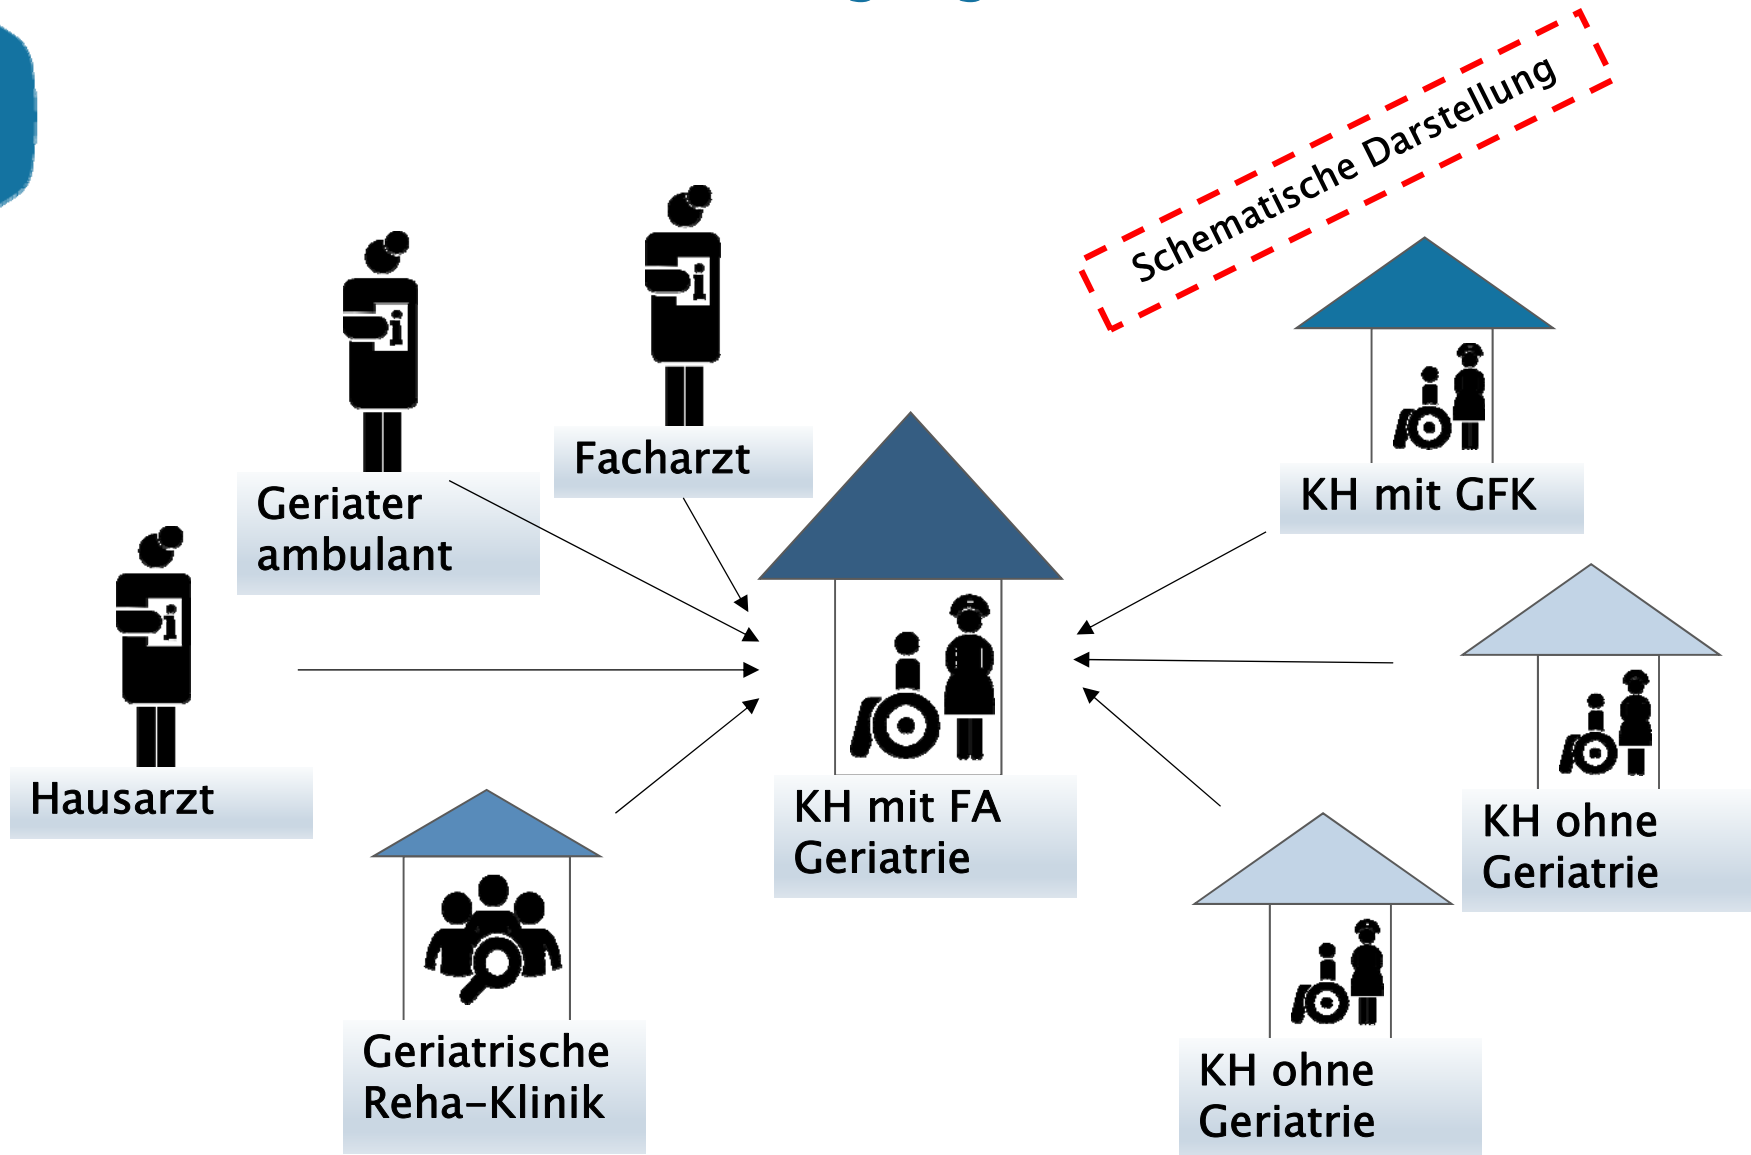 Schematische Darstellung
Facharzt
Geriater
ambulant
KH mit GFK
Hausarzt
KH mit FA
Geriatrie
KH ohne
Geriatrie
Geriatrische
Reha-Klinik
KH ohne
Geriatrie